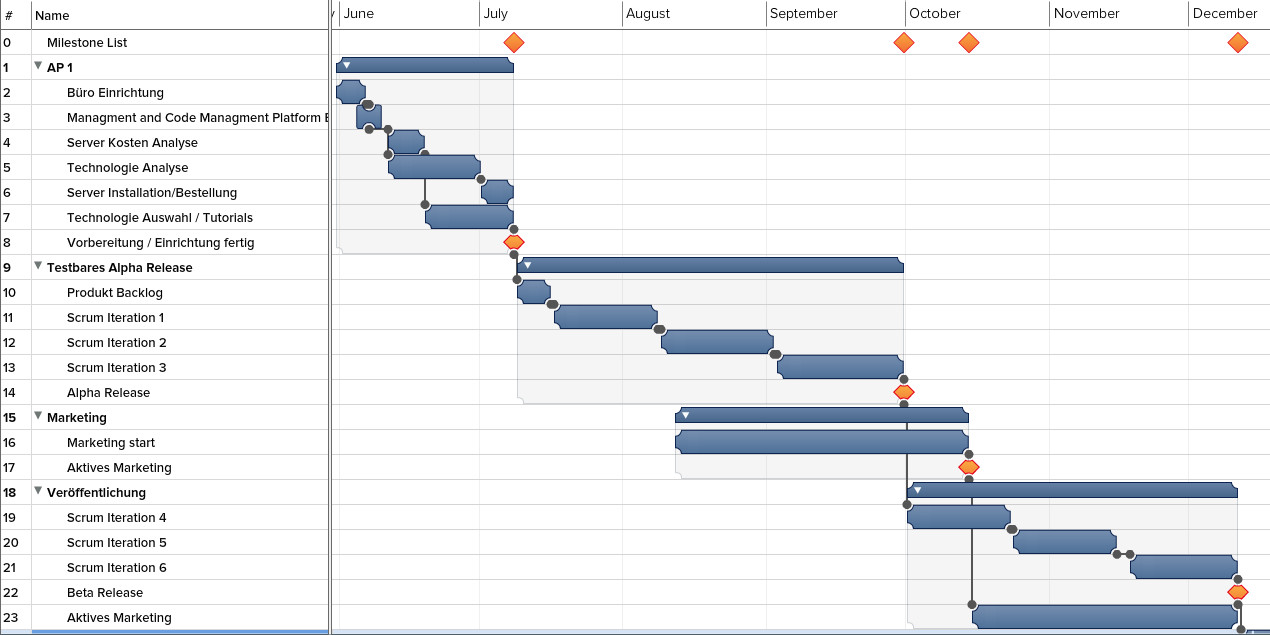 # Name June July August September October November December
0 Milestone List
1 AP 1
2 Büro Einrichtung
3 Managment and Code Managment Platform
4 Server Kosten Analyse
5 Technologie Analyse
6 Server Installation/Bestellung
7 Technologie Auswahl / Tutorials
8 Vorbereitung / Einrichtung fertig
9 Testbares Alpha Release
10 Produkt Backlog
11 Scrum Iteration 1
12 Scrum Iteration 2
13 Scrum Iteration 3
14 Alpha Release
15 Marketing
16 Marketing start
17 Aktives Marketing
18 Veröffentlichung
19 Scrum Iteration 4
20 Scrum Iteration 5
21 Scrum Iteration 6
22 Beta Release
23 Aktives Marketing